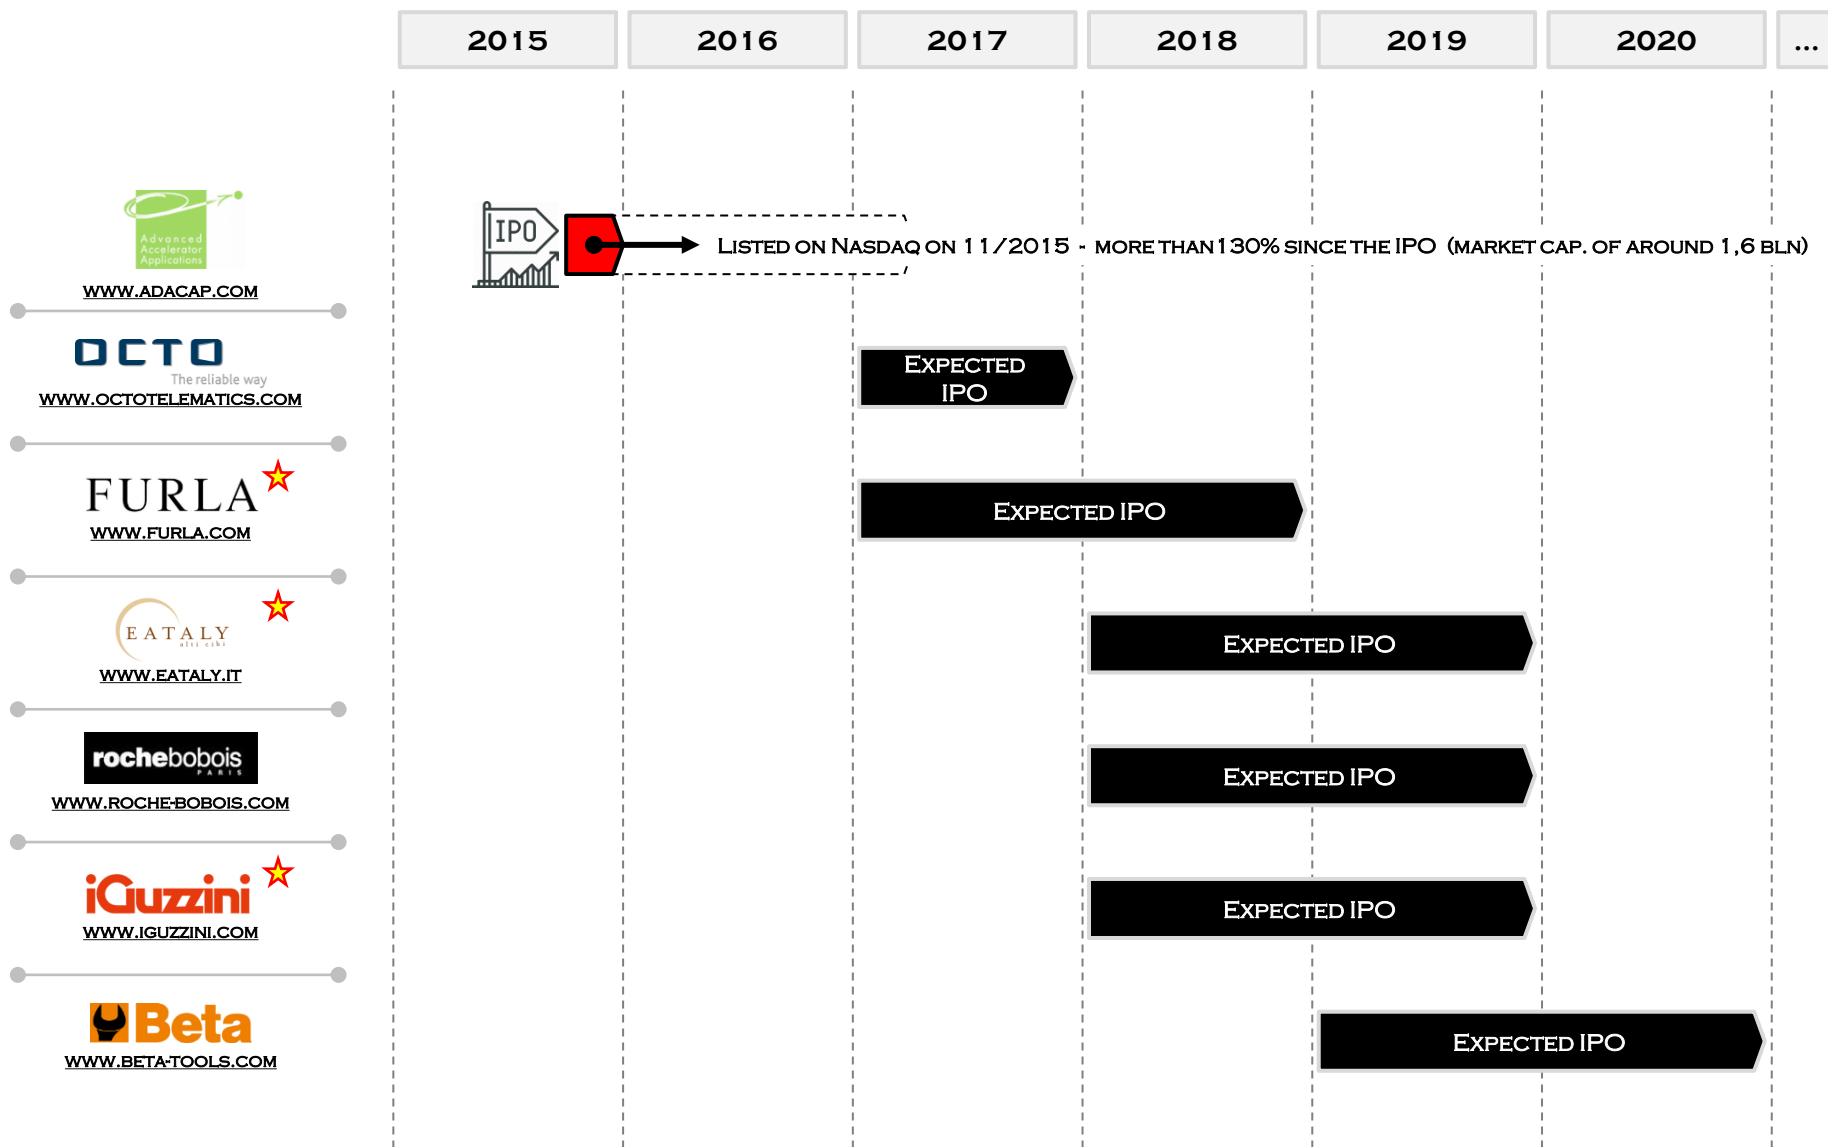 2015 2016 2017 2018 2019 2020 ...
Advanced
Accelerator
Applications
WWW.ADACAP.COM
IPO
LISTED ON NASDAQ ON 11/2015 - MORE THAN 130% SINCE THE IPO (MARKET CAP. OF AROUND 1,6 BLN)
OCTO
The reliable way
WWW.OCTOTELEMATICS.COM
EXPECTED
IPO
FURLA
WWW.FURLA.COM
EXPECTED IPO
EATALY
alti cibi
WWW.EATALY.IT
EXPECTED IPO
rochebobois
PARIS
WWW.ROCHE-BOBOIS.COM
EXPECTED IPO
iGuzzini
WWW.IGUZZINI.COM
EXPECTED IPO
Beta
WWW.BETA-TOOLS.COM
EXPECTED IPO